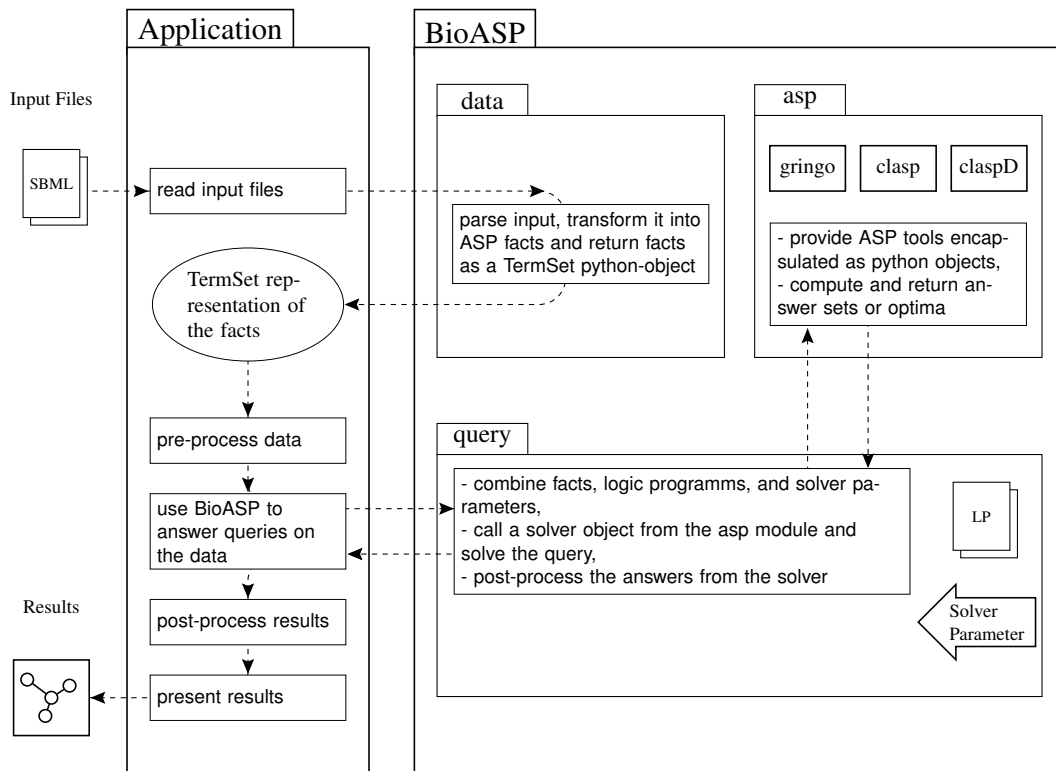 Application
BioASP
Input Files
SBML
read input files
TermSet rep-
resentation of
the facts
pre-process data
use BioASP to
answer queries on
the data
post-process results
present results
Results
data
parse input, transform it into
ASP facts and return facts
as a TermSet python-object
asp
gringo
clasp
claspD
- provide ASP tools encap-
sulated as python objects,
- compute and return an-
swer sets or optima
query
- combine facts, logic programms, and solver pa-
rameters,
- call a solver object from the asp module and
solve the query,
- post-process the answers from the solver
LP
Solver
Parameter